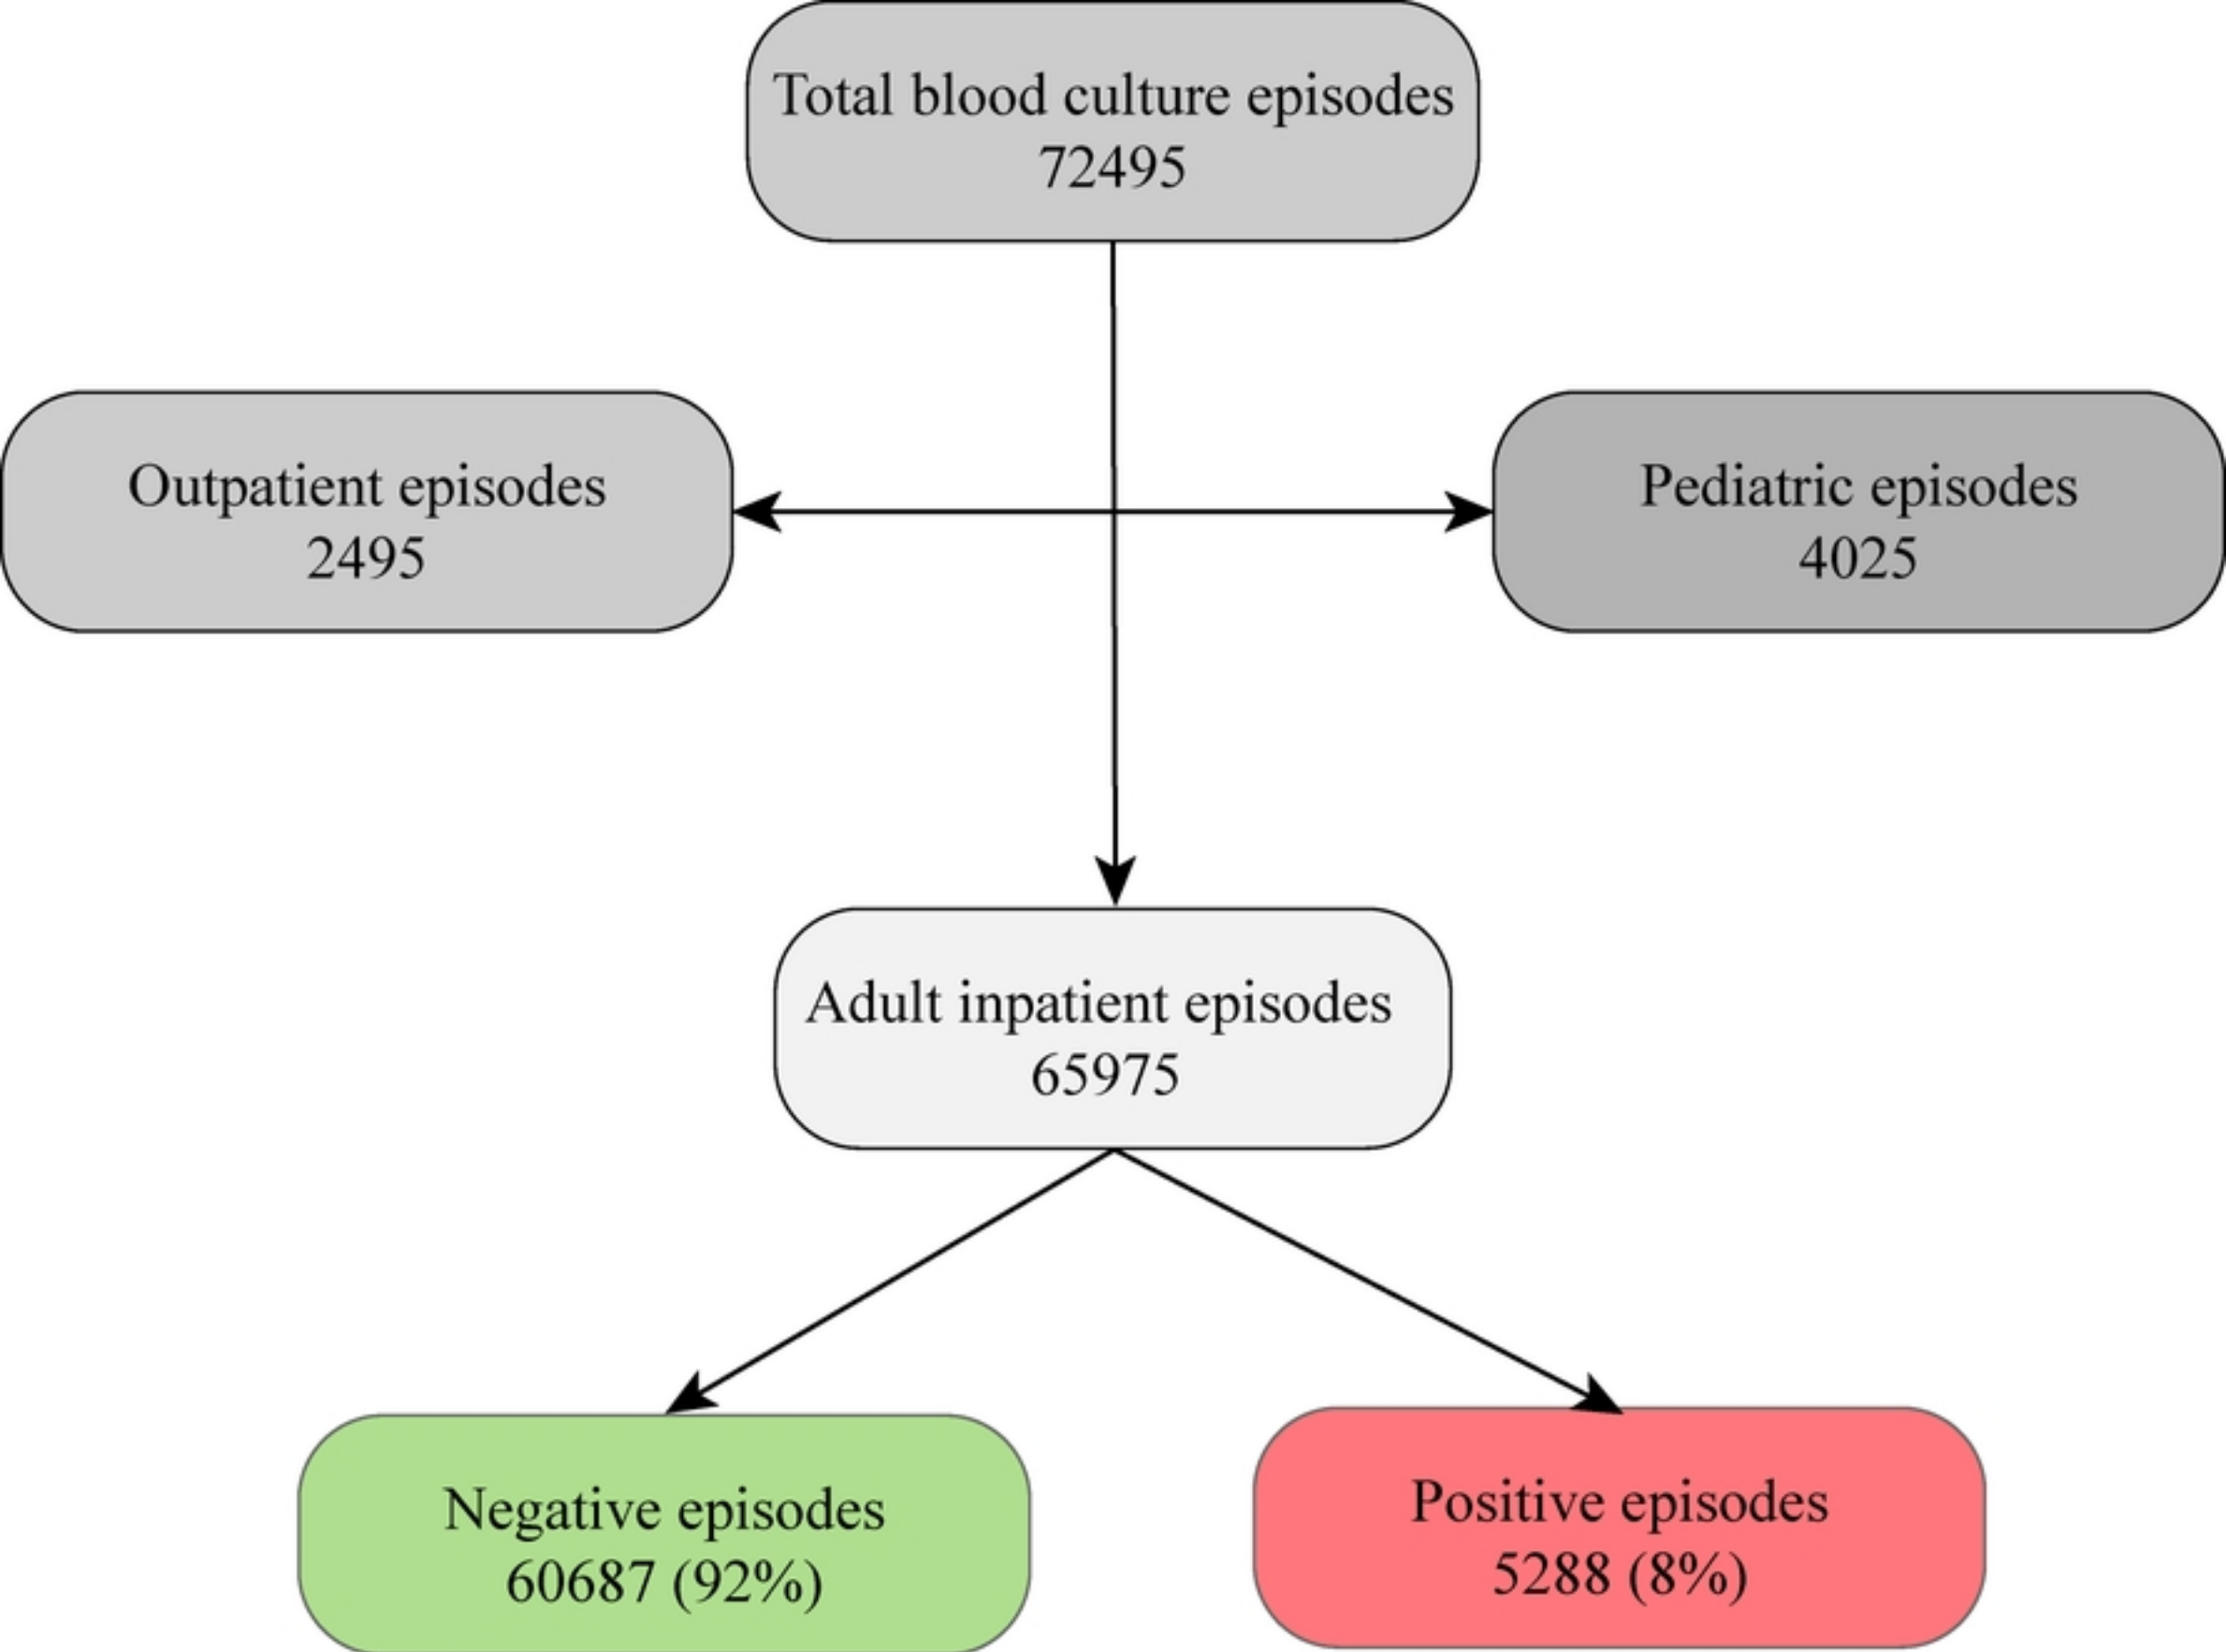 Total blood culture episodes
72495
Outpatient episodes
2495
Pediatric episodes
4025
Adult inpatient episodes
65975
Negative episodes
60687 (92%)
Positive episodes
5288 (8%)